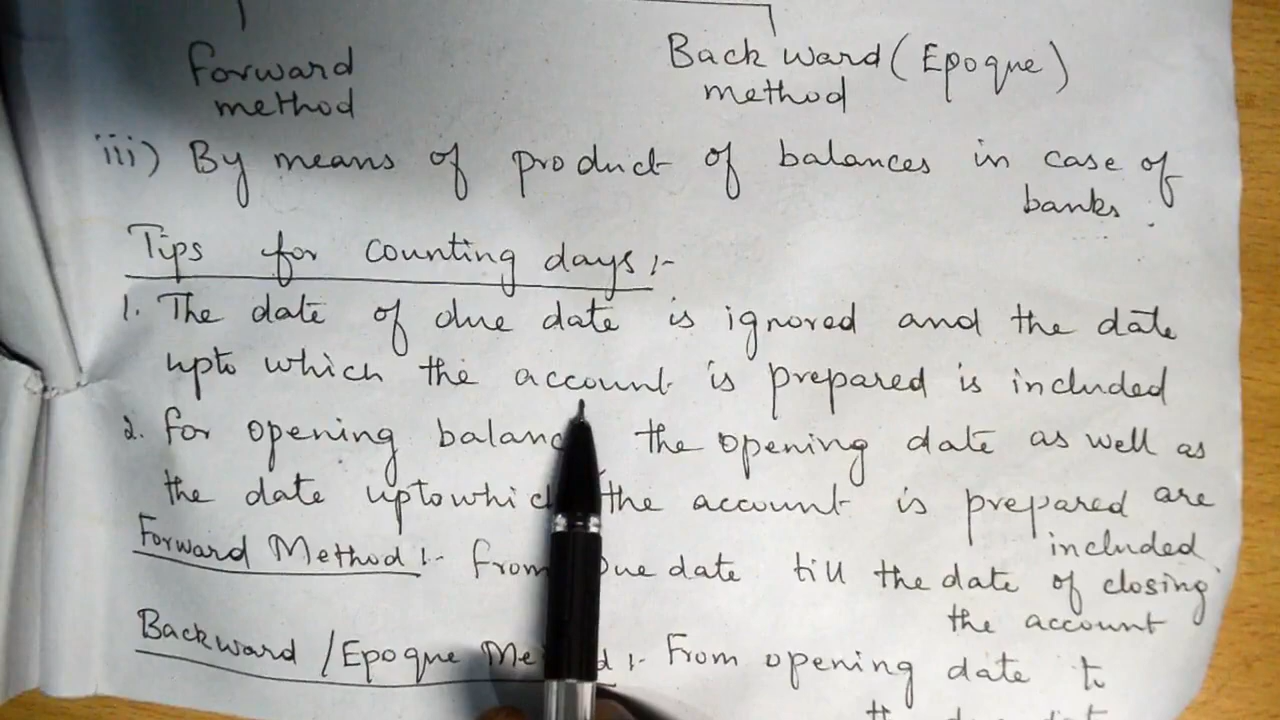 Forward Back ward (Epoque)
method method
iii) By means of product of balances in case of
banks.
Tips for counting days :-
1. The date of due date is ignored and the date
upto which the account is prepared is included
2. For opening the opening date as well as
the date the account is prepared are
included
Forward Method :- From Due date till the date of closing
the account
Backward /Epoque :- From opening date to